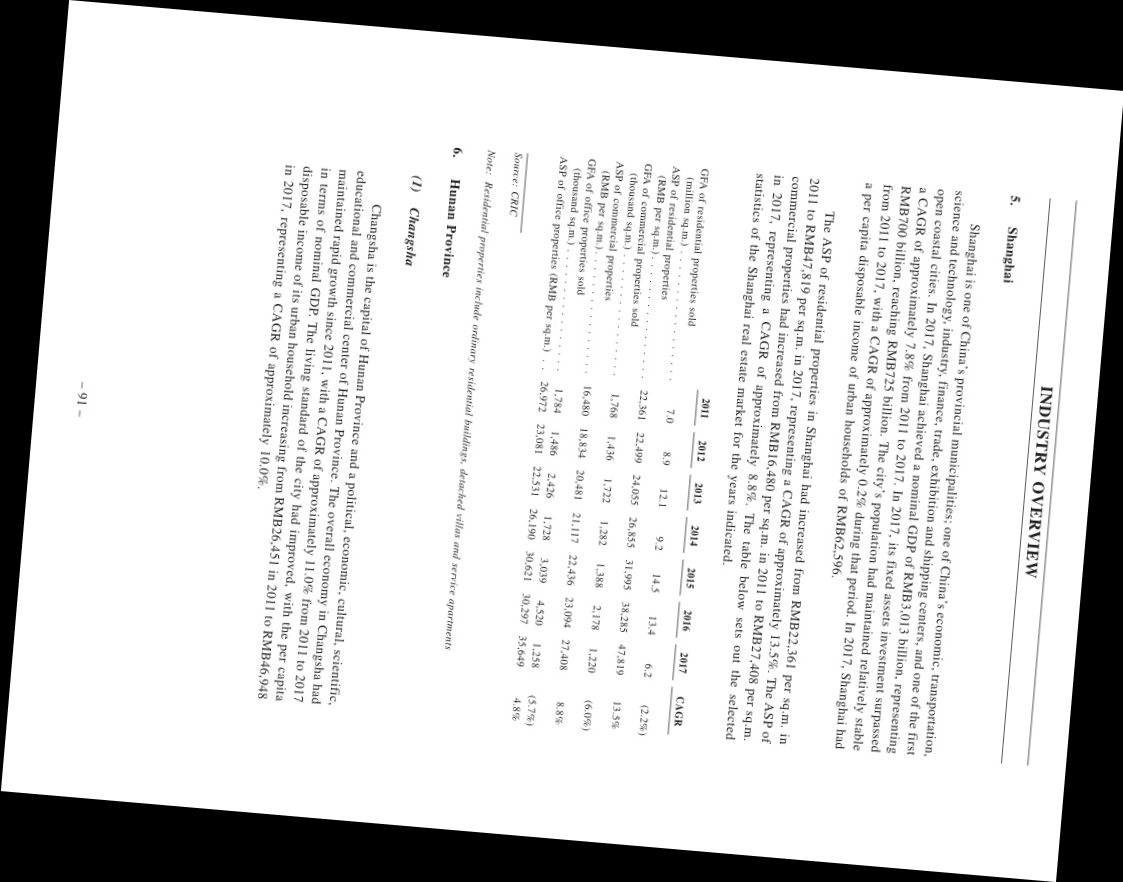 INDUSTRY OVERVIEW
5. Shanghai
Shanghai is one of China's provincial municipalities; one of China's economic, transportation,
science and technology, industry, finance, trade, exhibition and shipping centers, and one of the first
open coastal cities. In 2017, Shanghai achieved a nominal GDP of RMB3,013 billion, representing
a CAGR of approximately 7.8% from 2011 to 2017. In 2017, its fixed assets investment surpassed
RMB700 billion, reaching RMB725 billion. The city's population had maintained relatively stable
from 2011 to 2017, with a CAGR of approximately 0.2% during that period. In 2017, Shanghai had
a per capita disposable income of urban households of RMB62,596.
The ASP of residential properties in Shanghai had increased from RMB22,361 per sq.m. in
2011 to RMB47,819 per sq.m. in 2017, representing a CAGR of approximately 13.5%. The ASP of
commercial properties had increased from RMB16,480 per sq.m. in 2011 to RMB27,408 per sq.m.
in 2017, representing a CAGR of approximately 8.8%. The table below sets out the selected
statistics of the Shanghai real estate market for the years indicated.
2011 2012 2013 2014 2015 2016 2017 CAGR
GFA of residential properties sold
(million sq.m.) . . . . . . . . . . . . . . 7.0 8.9 12.1 9.2 14.5 13.4 6.2 (2.2%)
ASP of residential properties
(RMB per sq.m.) . . . . . . . . . . . . . 22,361 22,499 24,055 26,855 31,995 38,285 47,819 13.5%
GFA of commercial properties sold
(thousand sq.m.) . . . . . . . . . . . . . 1,768 1,436 1,722 1,282 1,388 2,178 1,220 (6.0%)
ASP of commercial properties
(RMB per sq.m.) . . . . . . . . . . . . . 16,480 18,834 20,481 21,117 22,436 23,094 27,408 8.8%
GFA of office properties sold
(thousand sq.m.) . . . . . . . . . . . . . 1,784 1,486 2,426 1,728 3,039 4,520 1,258 (5.7%)
ASP of office properties (RMB per sq.m.) . . 26,972 23,081 22,531 26,190 30,621 30,297 35,649 4.8%
Source: CRIC
Note: Residential properties include ordinary residential buildings, detached villas and service apartments
6. Hunan Province
(1) Changsha
Changsha is the capital of Hunan Province and a political, economic, cultural, scientific,
educational and commercial center of Hunan Province. The overall economy in Changsha had
maintained rapid growth since 2011, with a CAGR of approximately 11.0% from 2011 to 2017
in terms of nominal GDP. The living standard of the city had improved, with the per capita
disposable income of its urban household increasing from RMB26,451 in 2011 to RMB46,948
in 2017, representing a CAGR of approximately 10.0%.
– 91 –